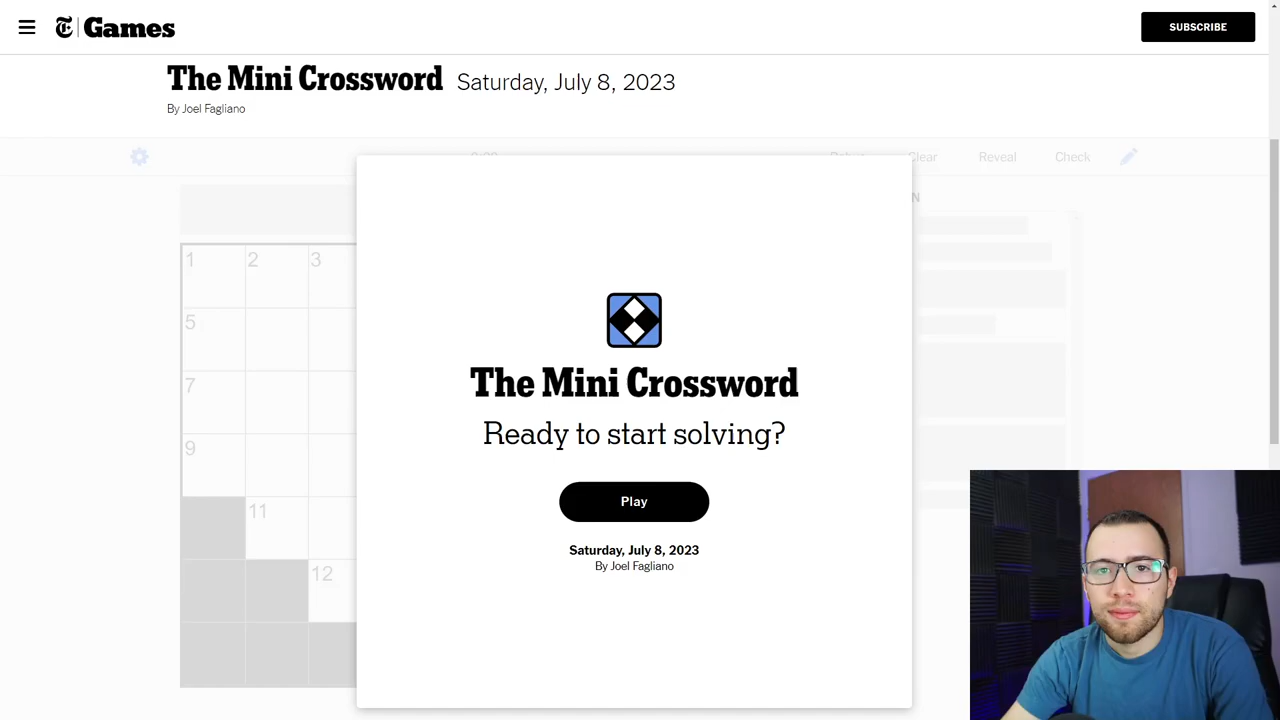 Games
SUBSCRIBE
The Mini Crossword Saturday, July 8, 2023
By Joel Fagliano
Clear Reveal Check
N
1 2 3
5
7
9
11
12
The Mini Crossword
Ready to start solving?
Play
Saturday, July 8, 2023
By Joel Fagliano